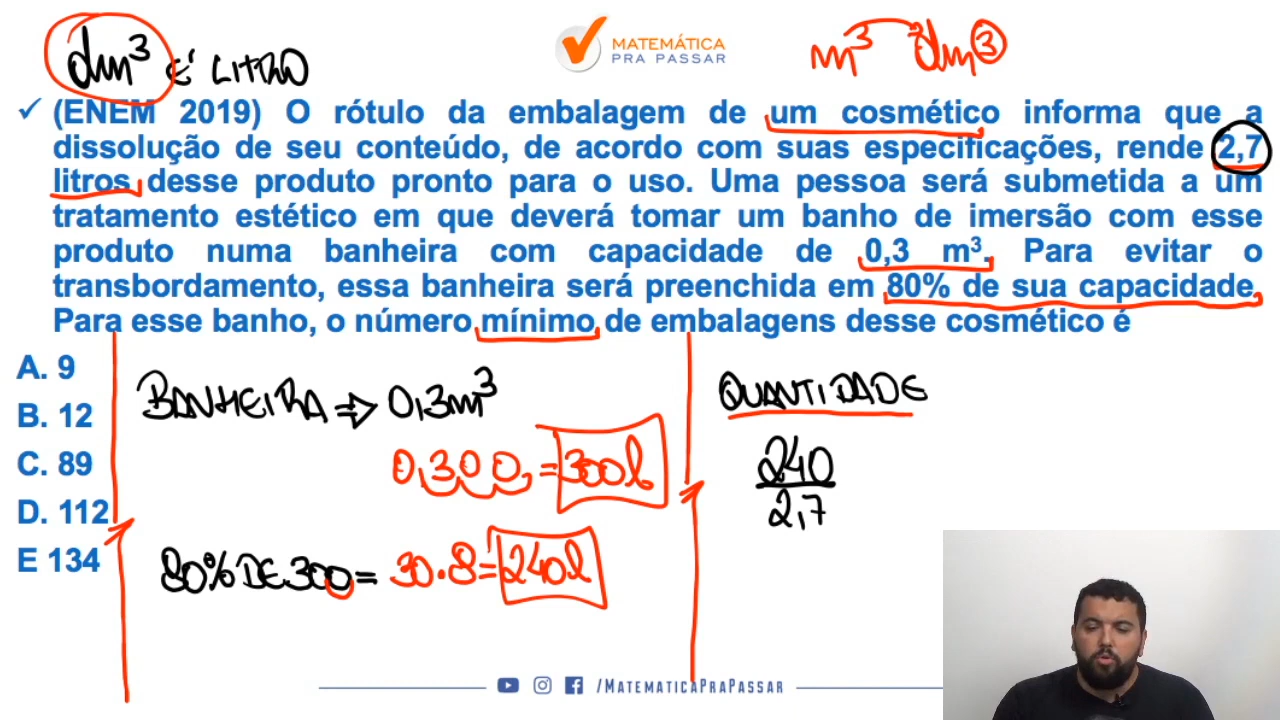 dm³ É LITRO
MATEMÁTICA
PRA PASSAR
m³ dm³
3
✓ (ENEM 2019) O rótulo da embalagem de um cosmético informa que a
dissolução de seu conteúdo, de acordo com suas especificações, rende 2,7
litros desse produto pronto para o uso. Uma pessoa será submetida a um
tratamento estético em que deverá tomar um banho de imersão com esse
produto numa banheira com capacidade de 0,3 m³. Para evitar o
transbordamento, essa banheira será preenchida em 80% de sua capacidade.
Para esse banho, o número mínimo de embalagens desse cosmético é
A. 9
B. 12
C. 89
D. 112
E 134
BANHEIRA ⇒ 0,3m³
0,300, = 300l
80% DE 300 = 30·8 = 240l
QUANTIDADE
240
2,7
/MATEMATICAPRAPASSAR